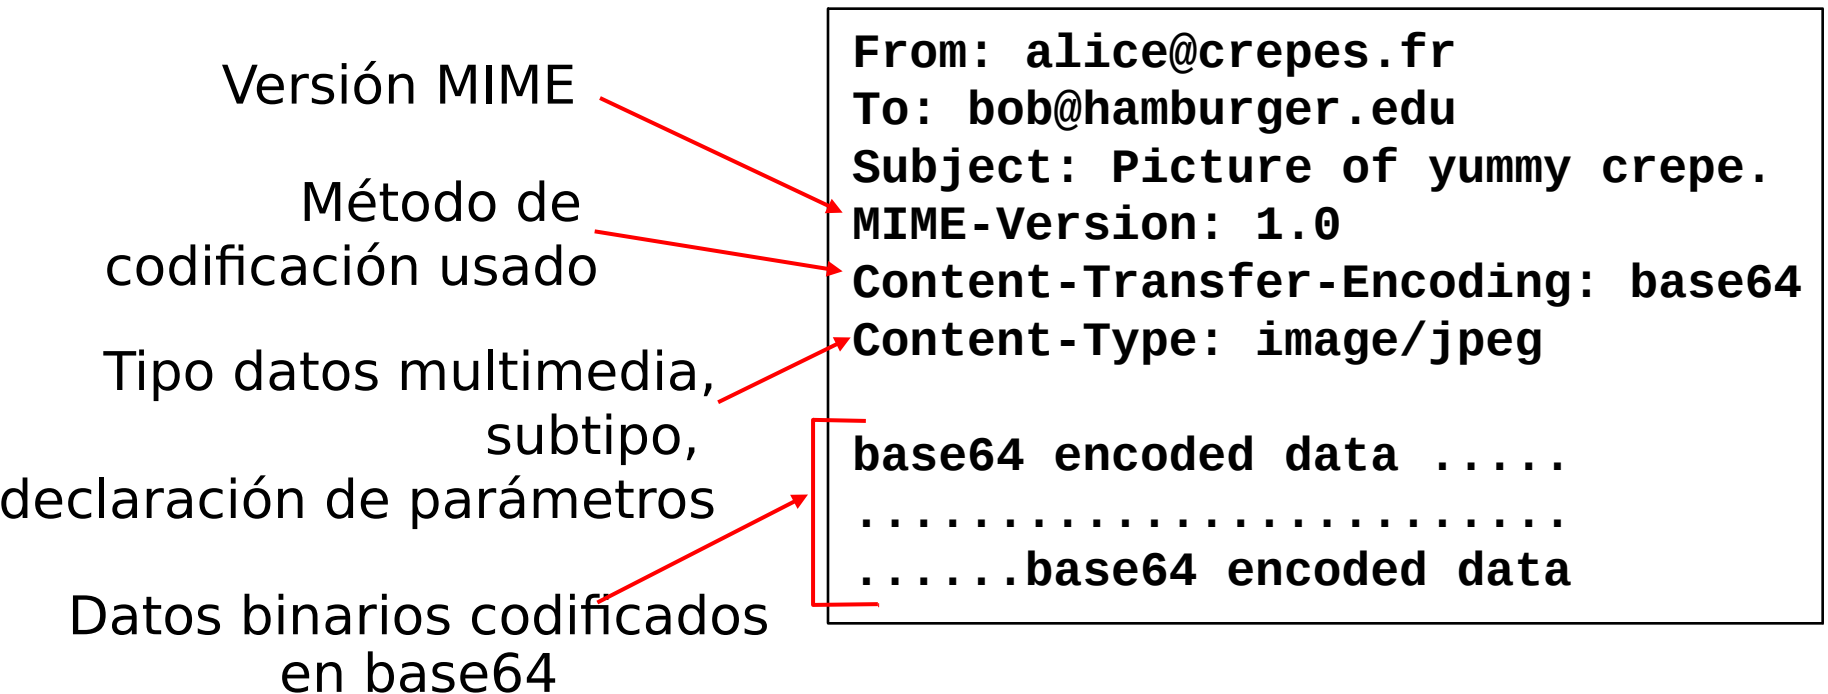 Versión MIME
Método de
codificación usado
Tipo datos multimedia,
subtipo,
declaración de parámetros
Datos binarios codificados
en base64
From: alice@crepes.fr
To: bob@hamburger.edu
Subject: Picture of yummy crepe.
MIME-Version: 1.0
Content-Transfer-Encoding: base64
Content-Type: image/jpeg
base64 encoded data .....
.........................
......base64 encoded data